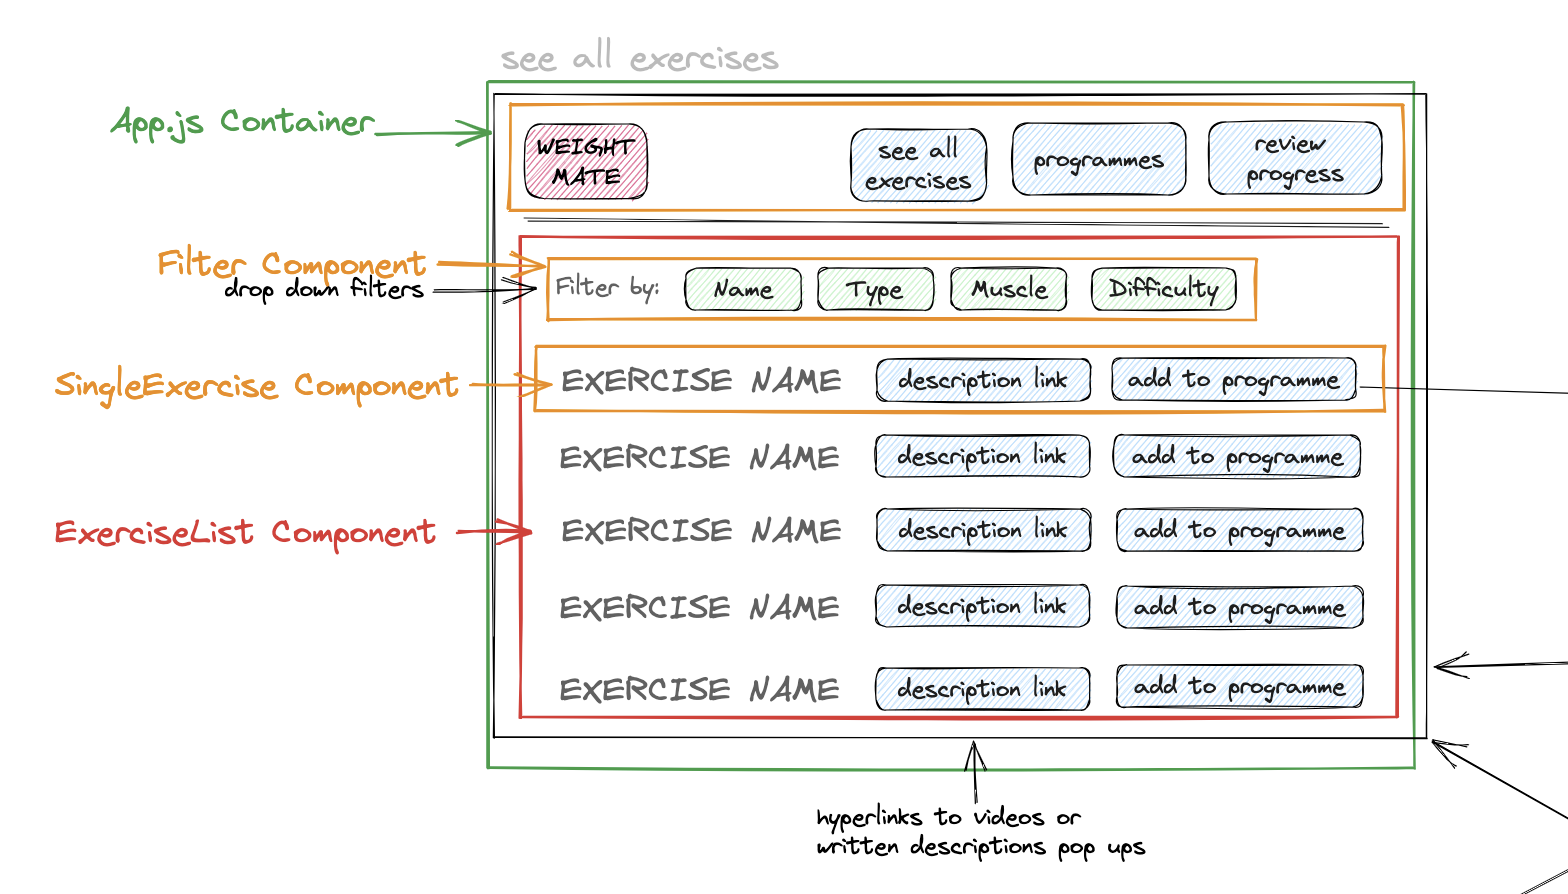 see all exercises
App.js Container
WEIGHT
MATE
see all
exercises
programmes
review
progress
Filter Component
drop down filters
Filter by:
Name
Type
Muscle
Difficulty
SingleExercise Component
EXERCISE NAME
description link
add to programme
EXERCISE NAME
description link
add to programme
ExerciseList Component
EXERCISE NAME
description link
add to programme
EXERCISE NAME
description link
add to programme
EXERCISE NAME
description link
add to programme
hyperlinks to videos or
written descriptions pop ups